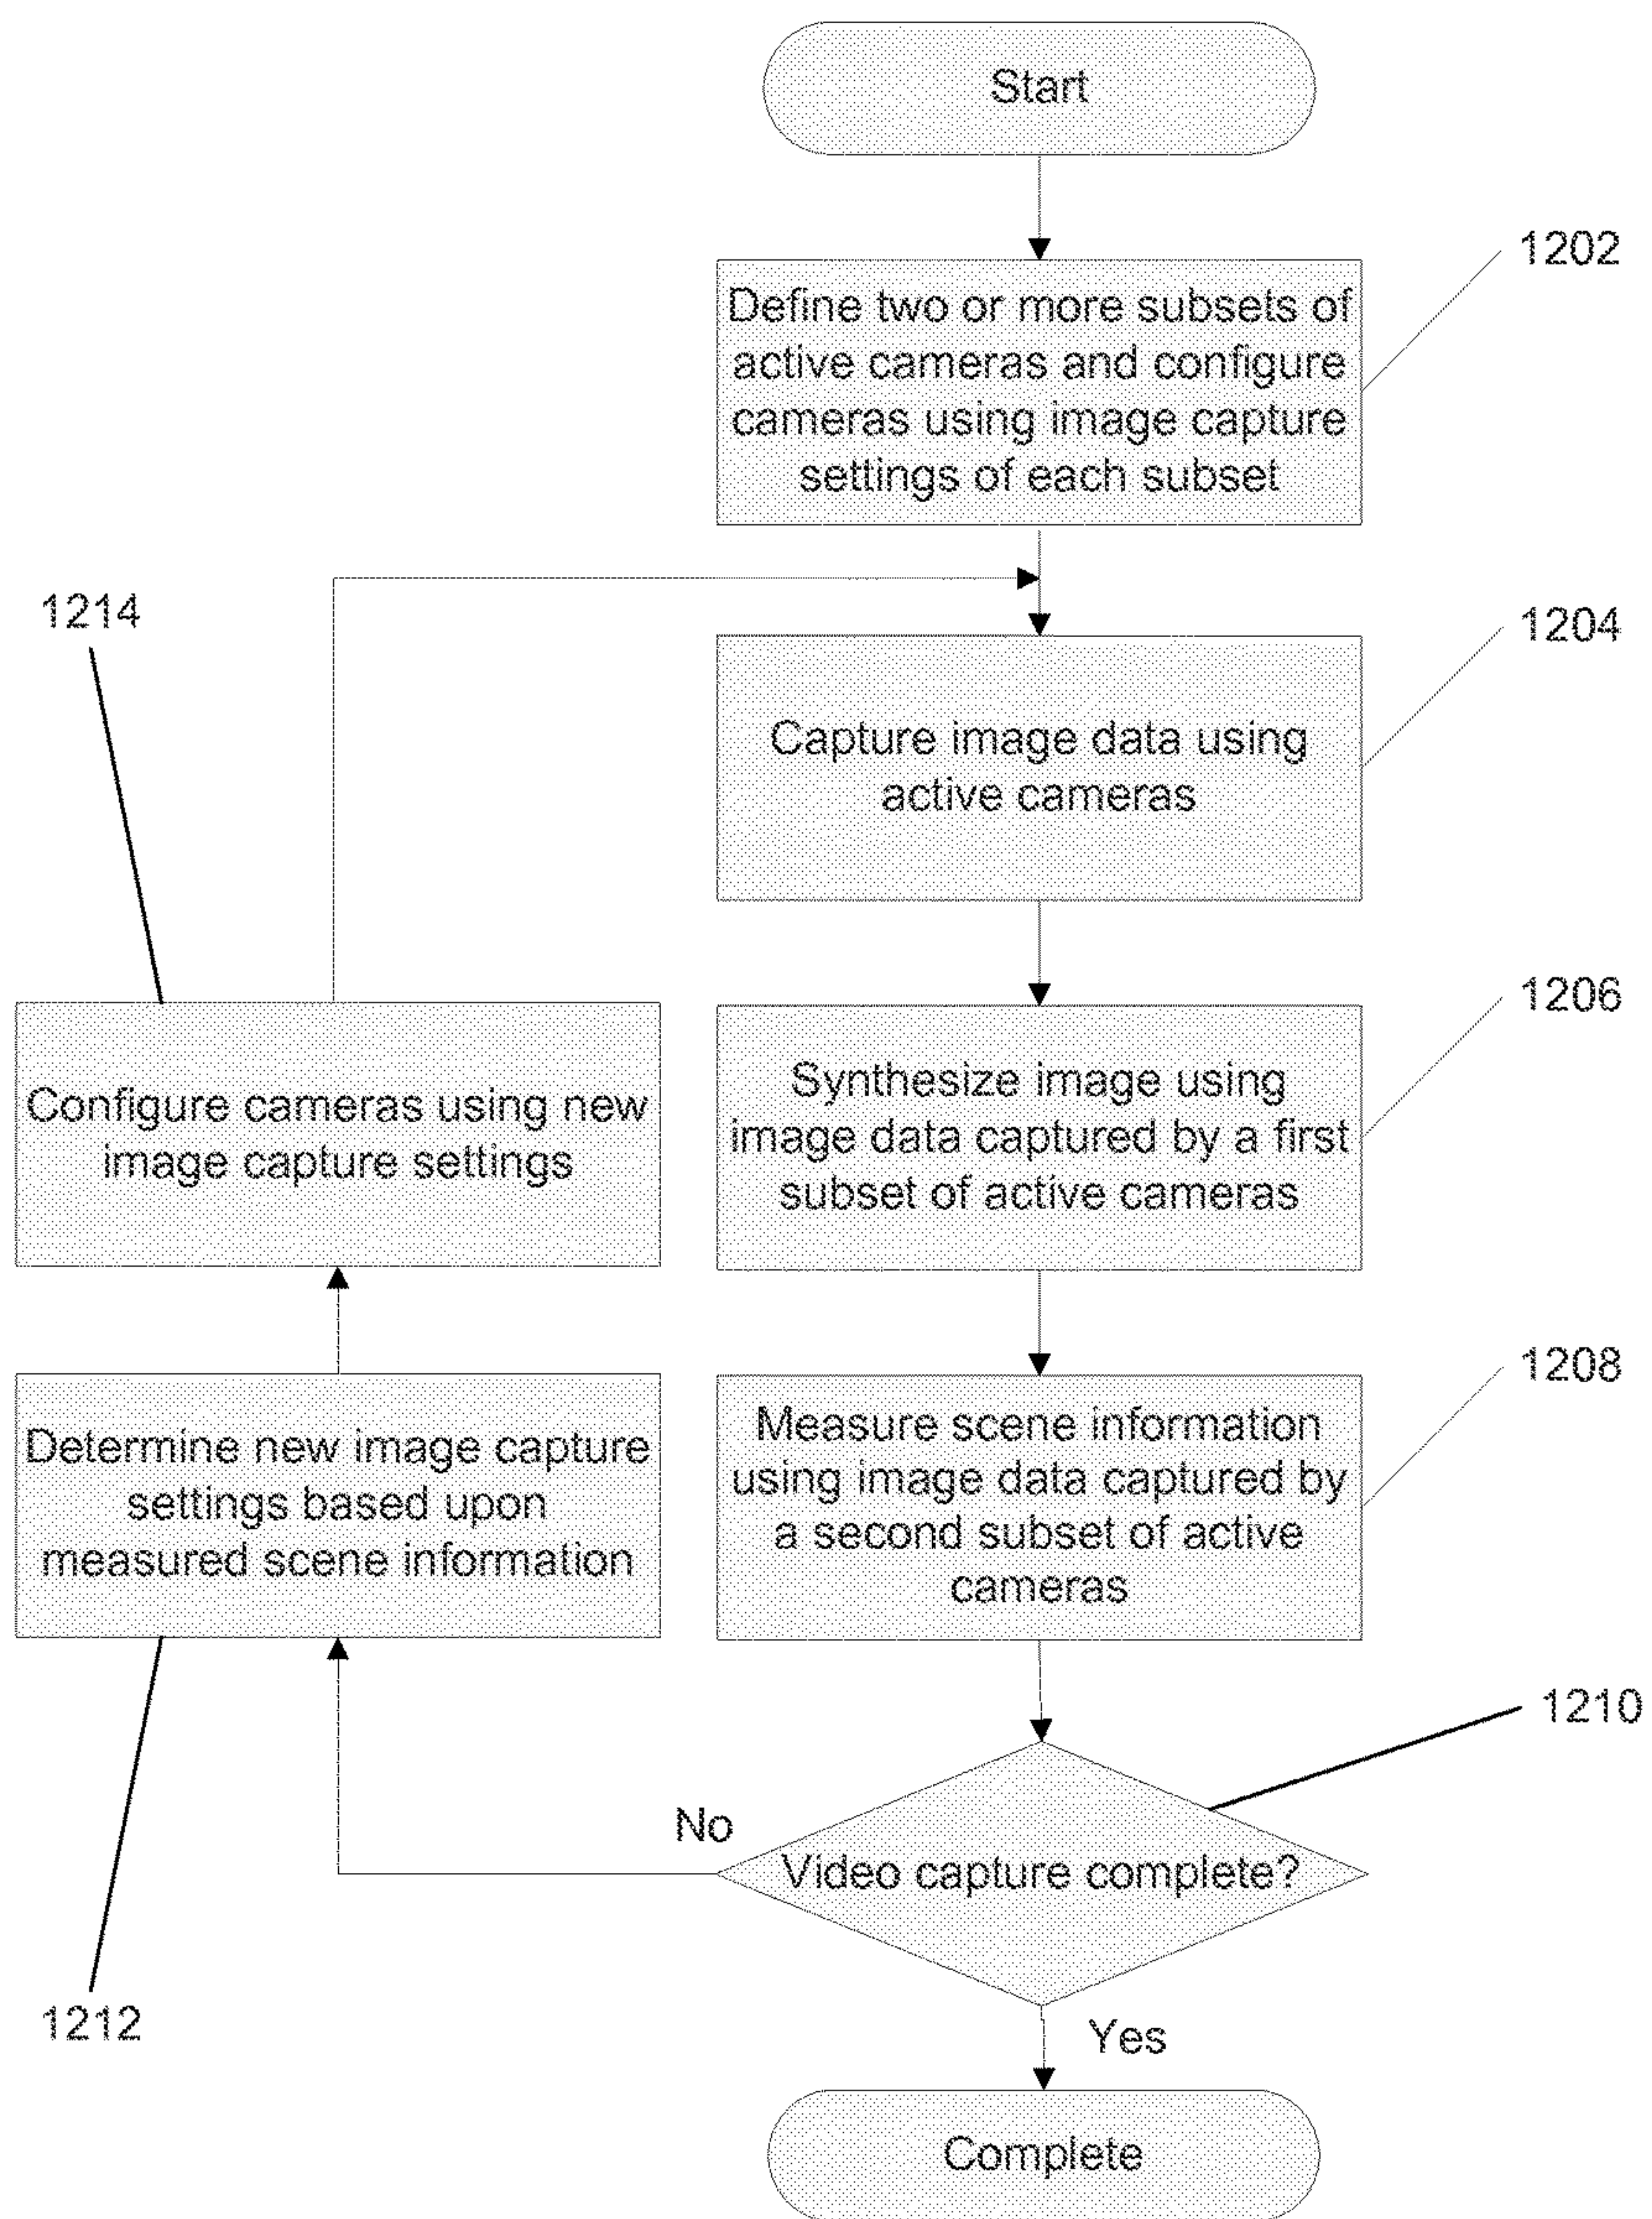 Start
1202
Define two or more subsets of
active cameras and configure
cameras using image capture
settings of each subset
1204
Capture image data using
active cameras
1206
Synthesize image using
image data captured by a first
subset of active cameras
1208
Measure scene information
using image data captured by
a second subset of active
cameras
1210
Video capture complete?
No
Yes
1212
Determine new image capture
settings based upon
measured scene information
1214
Configure cameras using new
image capture settings
Complete